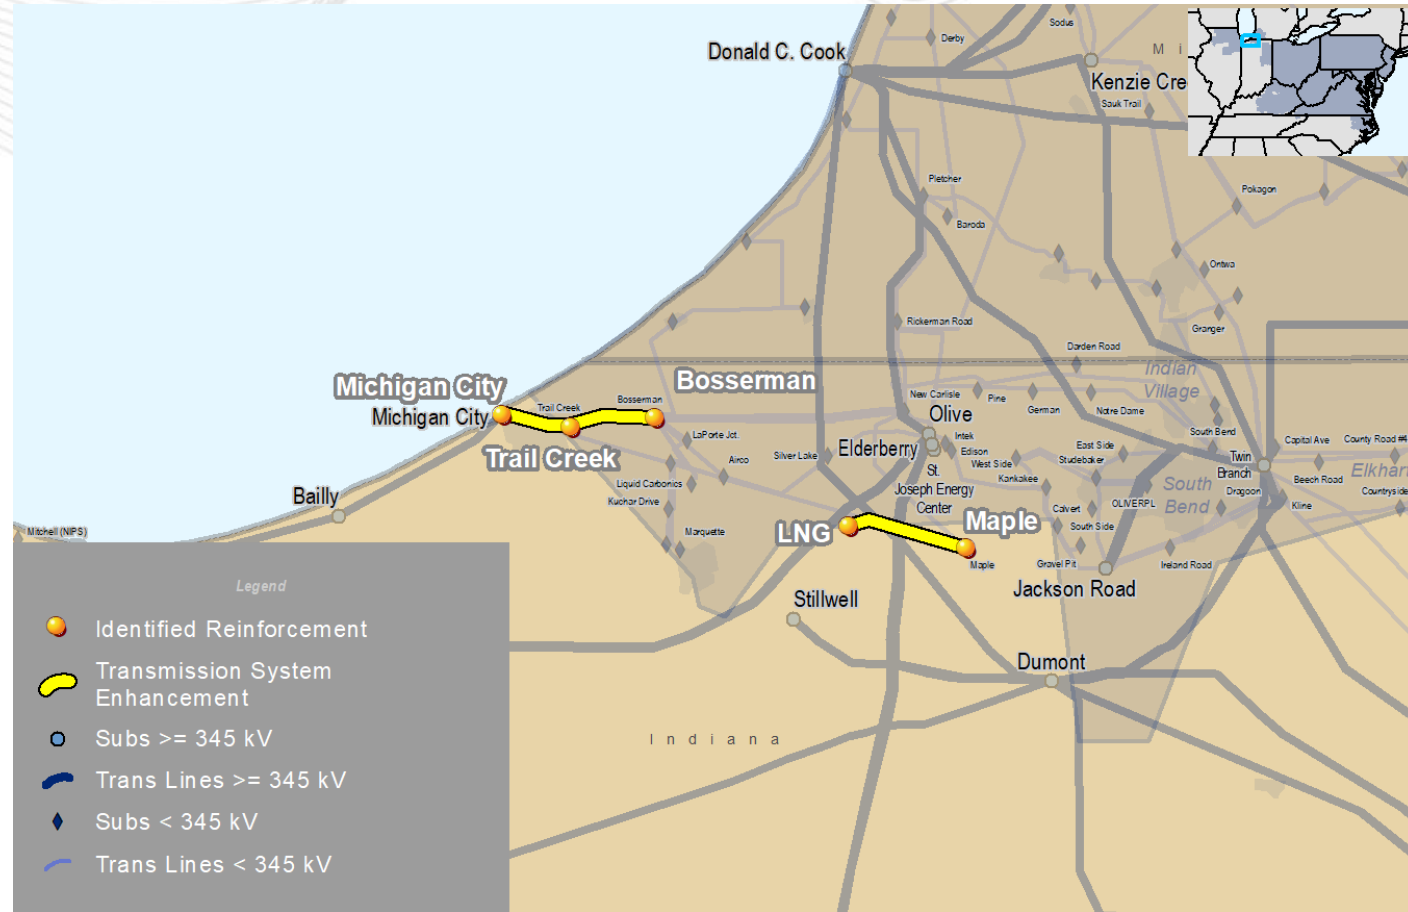 Sodus
Derby
Donald C. Cook
M i
Kenzie Cre
Sauk Trail
Pletcher
Pokagon
Baroda
Ontwa
Rickerman Road
Granger
Darden Road
Indian
Village
Michigan City
Bosserman
Michigan City
Trail Creek
Bosserman
New Carlisle
Pine
German
Notre Dame
Olive
LaPorte Jct.
Trail Creek
Silver Lake
Elderberry
Intek
Edison
West Side
East Side
Studebaker
South Bend
Capital Ave
County Road #4
Airco
St.
Joseph Energy
Center
Kankakee
Twin
Branch
Elkhart
Liquid Carbonics
South
Bend
Dragoon
Beech Road
Countryside
Bailly
Kuchar Drive
Calvert
OLIVERPL
Kline
Mitchell (NIPS)
Marquette
LNG
Maple
South Side
Maple
Gravel Pit
Ireland Road
Jackson Road
Stillwell
Dumont
I n d i a n a
Legend
Identified Reinforcement
Transmission System
Enhancement
Subs >= 345 kV
Trans Lines >= 345 kV
Subs < 345 kV
Trans Lines < 345 kV